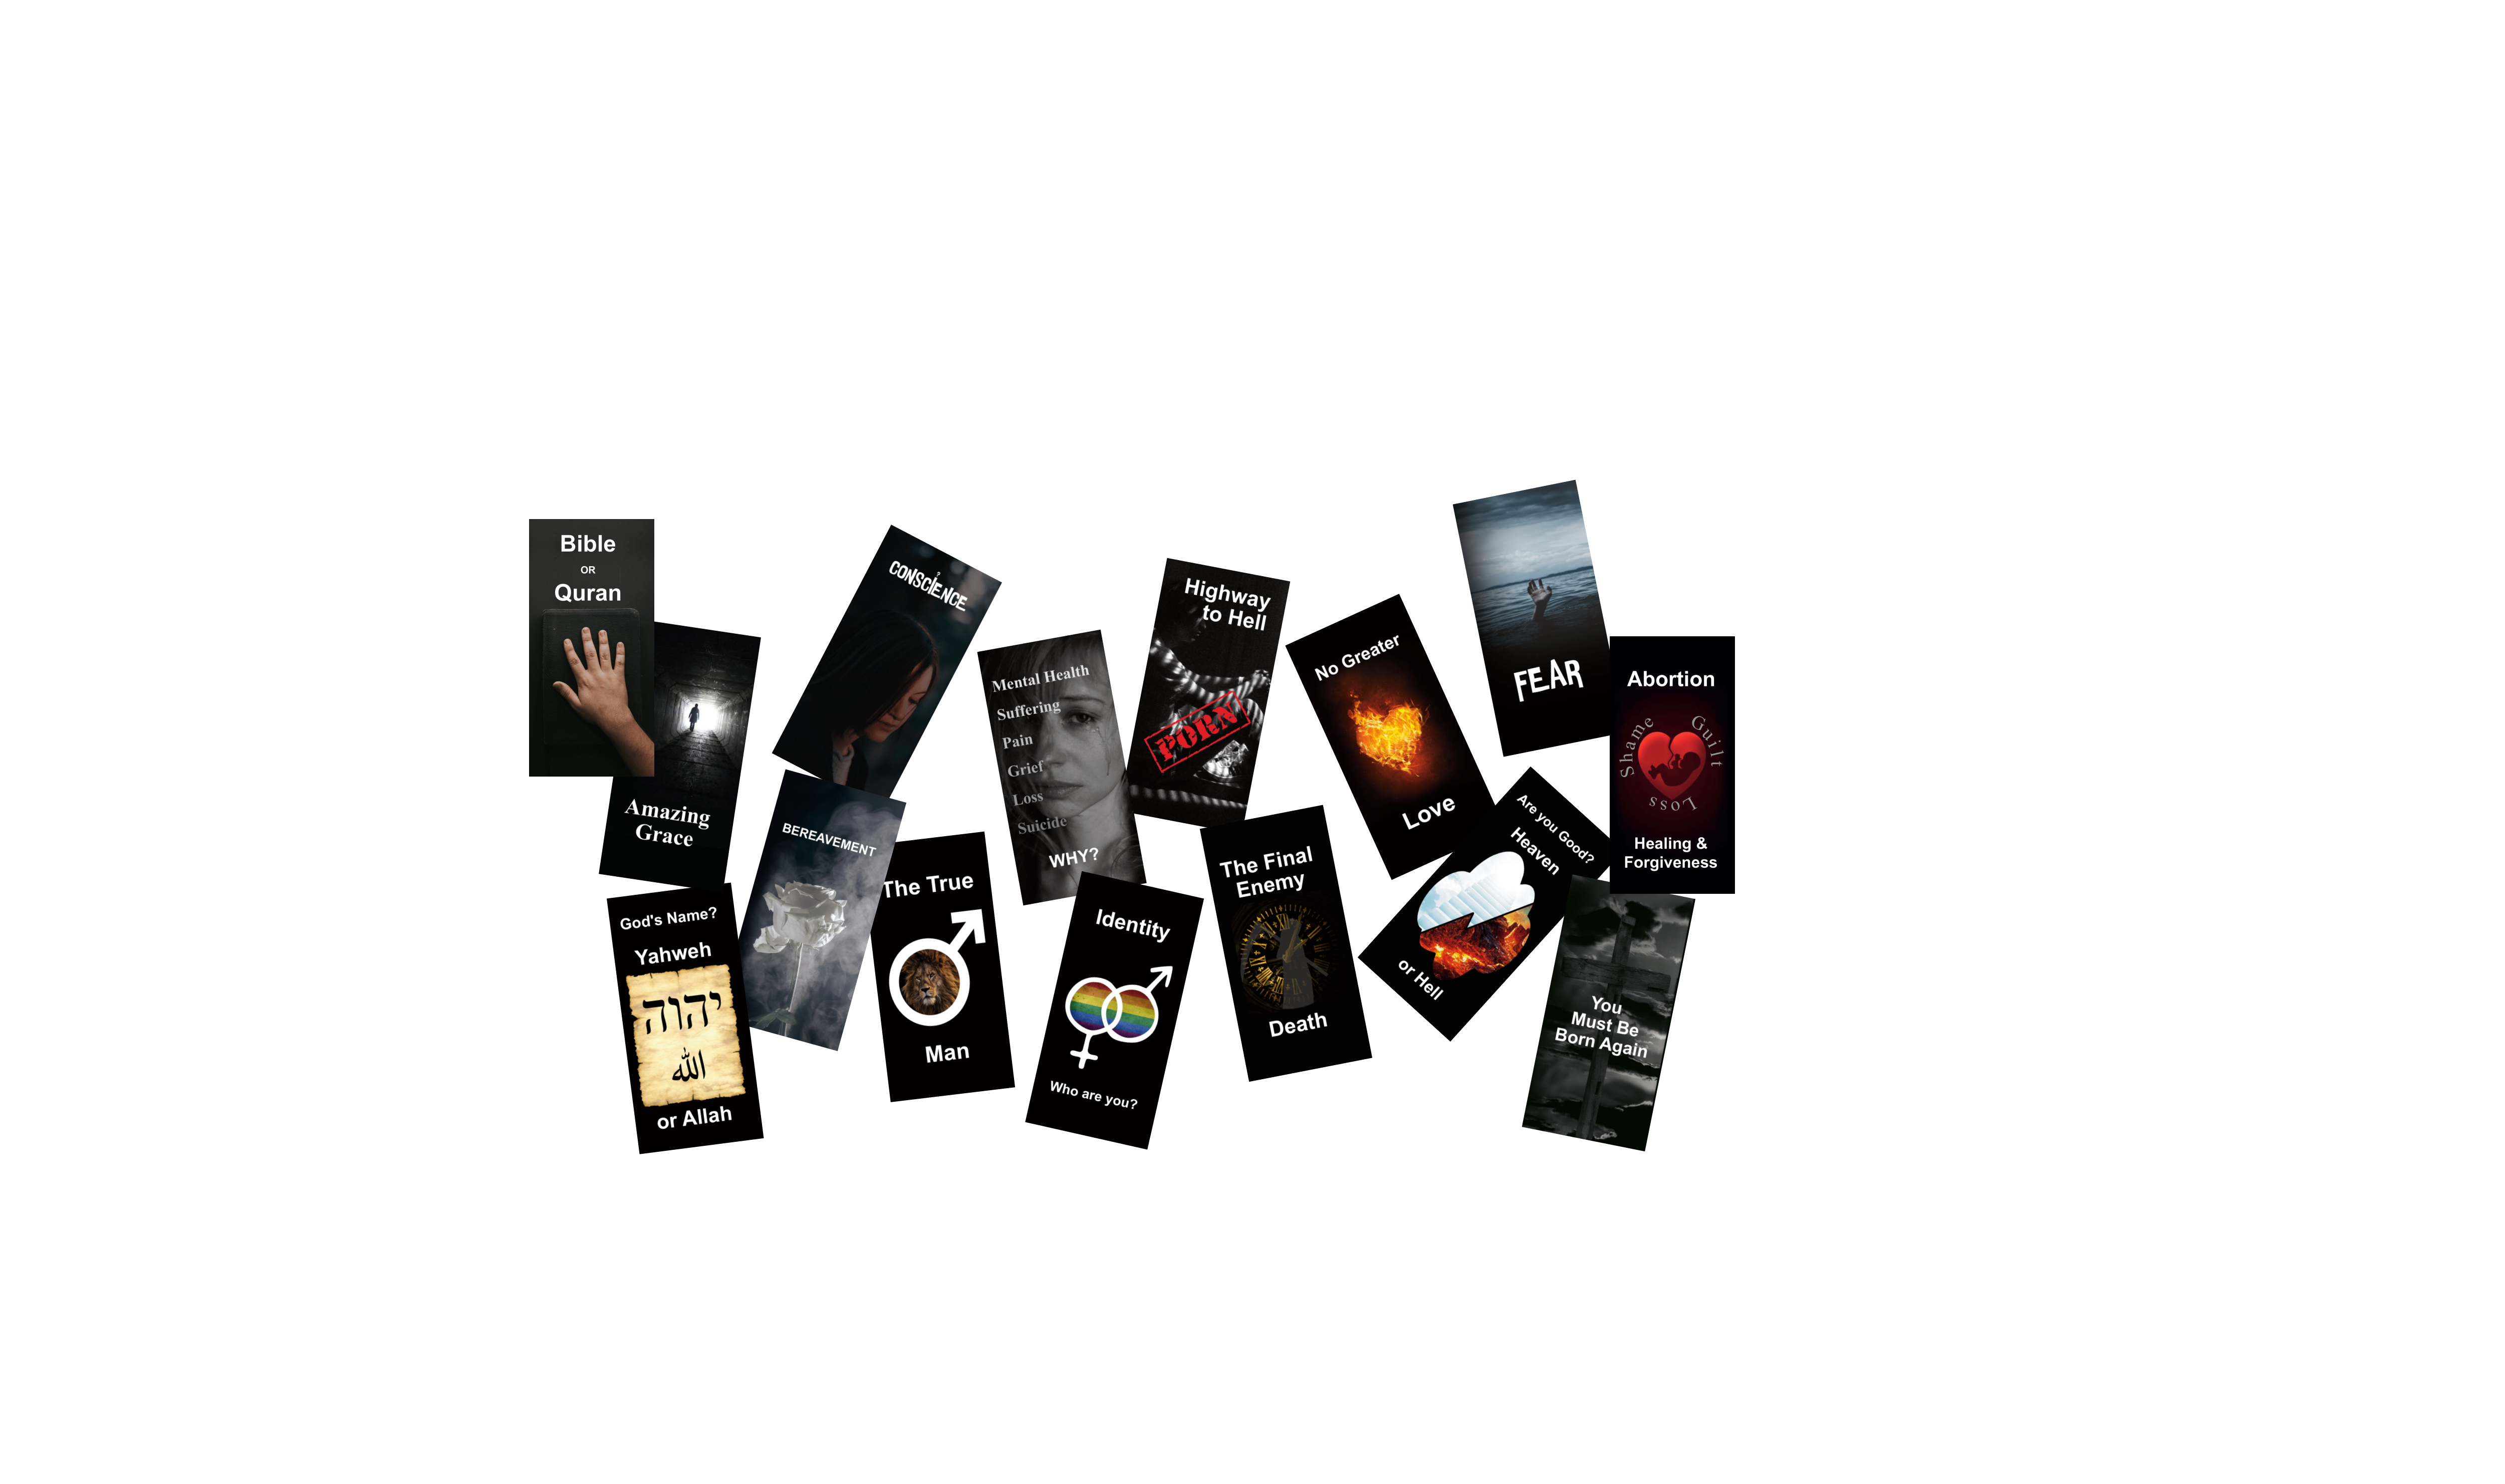 Bible
OR
Quran
Amazing
Grace
CONSCIENCE
Mental Health
Suffering
Pain
Grief
Loss
Suicide
WHY?
Highway
to Hell
PORN
No Greater
Love
FEAR
Abortion
Shame Guilt
Loss
Healing &
Forgiveness
God's Name?
Yahweh
יהוה
الله
or Allah
BEREAVEMENT
The True
Man
Identity
Who are you?
The Final
Enemy
Death
Are you Good?
Heaven
or Hell
You
Must Be
Born Again